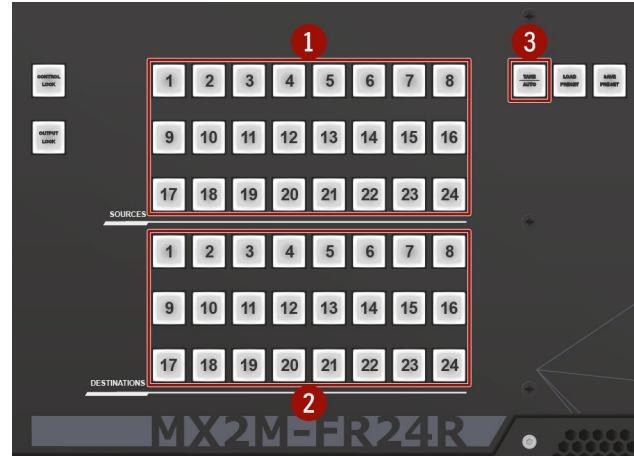 1
3
CONTROL
LOCK
1 2 3 4 5 6 7 8
TAKE
AUTO
LOAD
PRESET
SAVE
PRESET
OUTPUT
LOCK
9 10 11 12 13 14 15 16
17 18 19 20 21 22 23 24
SOURCES
1 2 3 4 5 6 7 8
9 10 11 12 13 14 15 16
17 18 19 20 21 22 23 24
DESTINATIONS
2
MX2M-FR24R